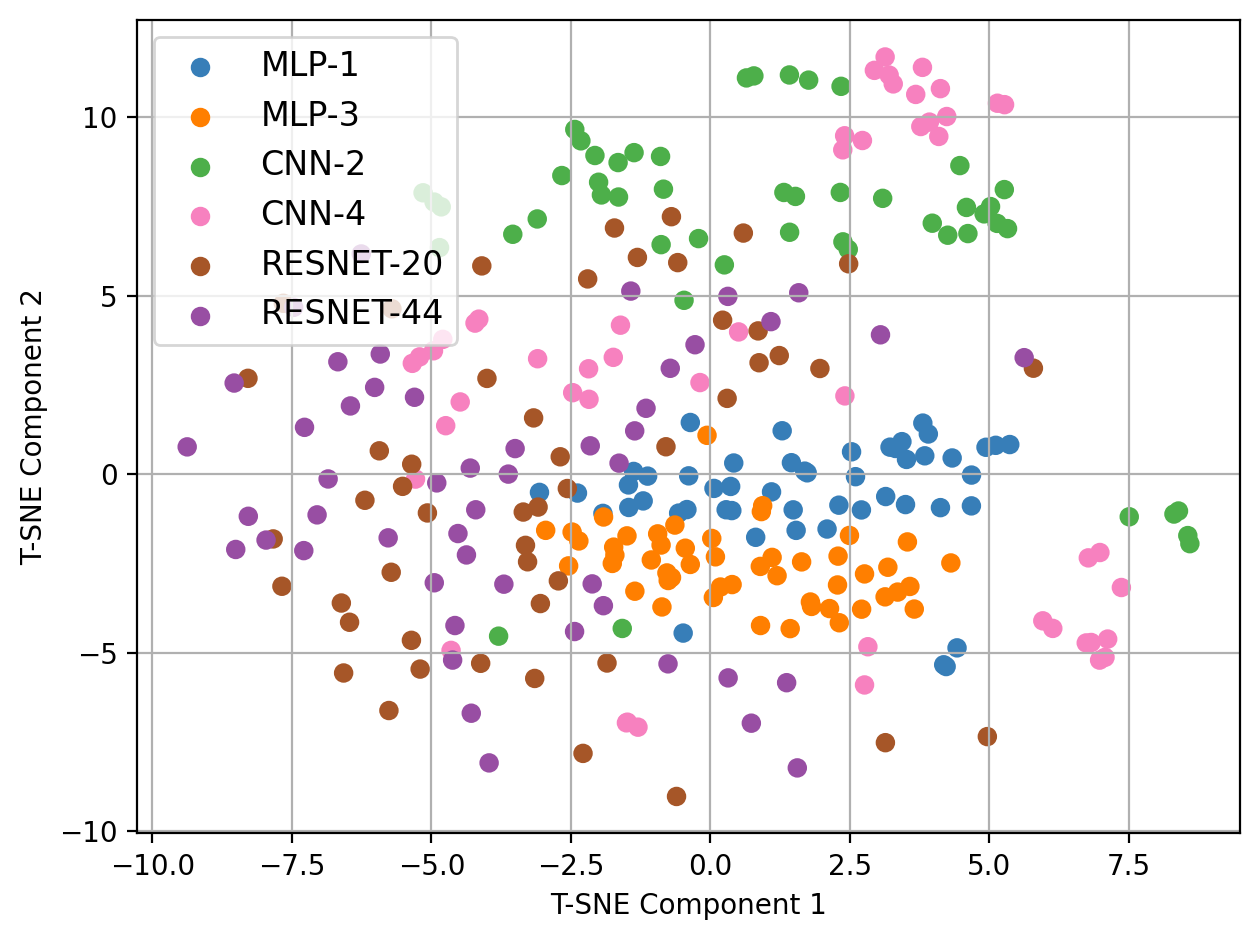 MLP-1
MLP-3
CNN-2
CNN-4
RESNET-20
RESNET-44
T-SNE Component 2
10
5
0
−5
−10
−10.0 −7.5 −5.0 −2.5 0.0 2.5 5.0 7.5
T-SNE Component 1